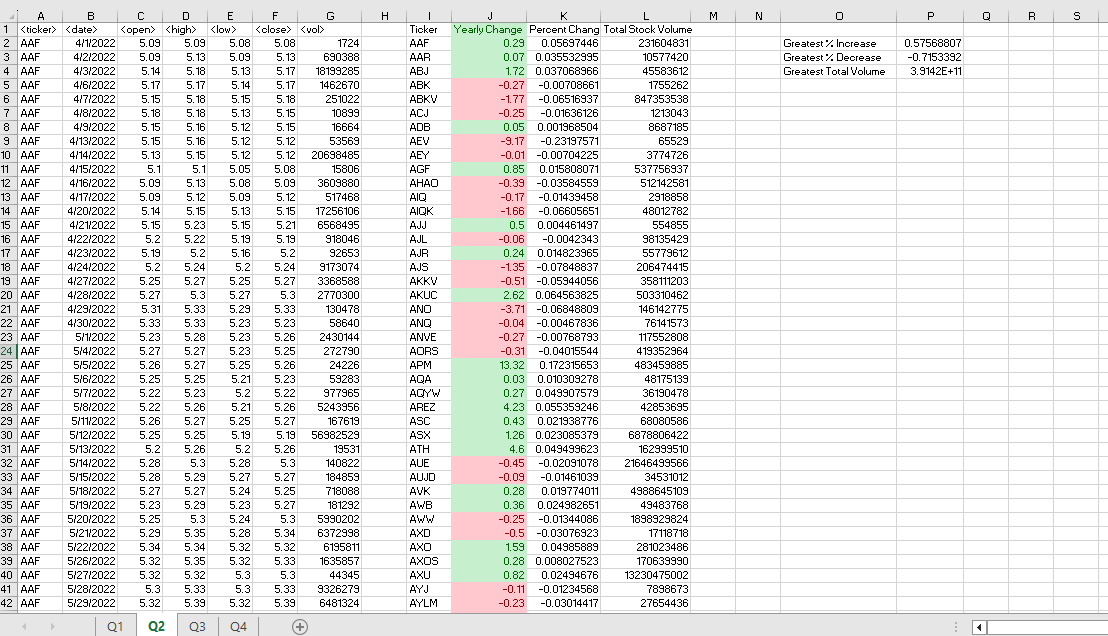 A B C D E F G H I J K L M N O P Q R S
1 <ticker> <date> <open> <high> <low> <close> <vol> Ticker Yearly Change Percent Chang Total Stock Volume
2 AAF 4/1/2022 5.09 5.09 5.08 5.08 1724 AAF 0.29 0.05697446 231604831 Greatest % Increase 0.57568807
3 AAF 4/2/2022 5.09 5.13 5.09 5.13 690388 AAR 0.07 0.035532995 10577420 Greatest % Decrease -0.7153392
4 AAF 4/3/2022 5.14 5.18 5.13 5.17 18199285 ABJ 1.72 0.037068966 45583612 Greatest Total Volume 3.9142E+11
5 AAF 4/6/2022 5.17 5.17 5.14 5.17 1462670 ABK -0.27 -0.00708661 1755262
6 AAF 4/7/2022 5.15 5.18 5.15 5.18 251022 ABKV -1.77 -0.06516937 847353538
7 AAF 4/8/2022 5.18 5.18 5.13 5.15 10899 ACJ -0.25 -0.01636126 1213043
8 AAF 4/9/2022 5.15 5.16 5.12 5.15 16664 ADB 0.05 0.001968504 8687185
9 AAF 4/13/2022 5.15 5.16 5.12 5.12 53569 AEV -9.17 -0.23197571 65529
10 AAF 4/14/2022 5.13 5.15 5.12 5.12 20698485 AEY -0.01 -0.00704225 3774726
11 AAF 4/15/2022 5.1 5.1 5.05 5.08 15806 AGF 0.85 0.015808071 537756937
12 AAF 4/16/2022 5.09 5.13 5.08 5.09 3609880 AHAO -0.39 -0.03584559 512142581
13 AAF 4/17/2022 5.09 5.12 5.09 5.12 517468 AIQ -0.17 -0.01439458 2918858
14 AAF 4/20/2022 5.14 5.15 5.13 5.15 17256106 AIQK -1.66 -0.06605651 48012782
15 AAF 4/21/2022 5.15 5.23 5.15 5.21 6568495 AJJ 0.5 0.004461497 554855
16 AAF 4/22/2022 5.2 5.22 5.19 5.19 918046 AJL -0.06 -0.0042343 98135429
17 AAF 4/23/2022 5.19 5.2 5.16 5.2 92653 AJR 0.24 0.014823965 55779612
18 AAF 4/24/2022 5.2 5.24 5.2 5.24 9173074 AJS -1.35 -0.07848837 206474415
19 AAF 4/27/2022 5.25 5.27 5.25 5.27 3368588 AKKV -0.51 -0.05944056 358111203
20 AAF 4/28/2022 5.27 5.3 5.27 5.3 2770300 AKUC 2.62 0.064563825 503310462
21 AAF 4/29/2022 5.31 5.33 5.29 5.33 130478 ANO -3.71 -0.06848809 146142775
22 AAF 4/30/2022 5.33 5.33 5.23 5.23 58640 ANQ -0.04 -0.00467836 76141573
23 AAF 5/1/2022 5.23 5.28 5.23 5.26 2430144 ANVE -0.27 -0.00768793 117552808
24 AAF 5/4/2022 5.27 5.27 5.23 5.25 272790 AORS -0.31 -0.04015544 419352964
25 AAF 5/5/2022 5.26 5.27 5.25 5.26 24226 APM 13.32 0.172315653 483459885
26 AAF 5/6/2022 5.25 5.25 5.21 5.23 59283 AQA 0.03 0.010309278 48175139
27 AAF 5/7/2022 5.22 5.23 5.2 5.22 977965 AQYW 0.27 0.049907579 36190478
28 AAF 5/8/2022 5.22 5.26 5.21 5.26 5243956 AREZ 4.23 0.055359246 42853695
29 AAF 5/11/2022 5.26 5.27 5.25 5.27 167619 ASC 0.43 0.021938776 68080586
30 AAF 5/12/2022 5.25 5.25 5.19 5.19 56982529 ASX 1.26 0.023085379 6878806422
31 AAF 5/13/2022 5.2 5.26 5.2 5.26 19531 ATH 4.6 0.049499623 162999510
32 AAF 5/14/2022 5.28 5.3 5.28 5.3 140822 AUE -0.45 -0.02091078 21646499566
33 AAF 5/15/2022 5.28 5.29 5.27 5.27 184859 AUJD -0.09 -0.01461039 34531012
34 AAF 5/18/2022 5.27 5.27 5.24 5.25 718088 AVK 0.28 0.019774011 4988645109
35 AAF 5/19/2022 5.23 5.29 5.23 5.27 181292 AWB 0.36 0.024982651 49483768
36 AAF 5/20/2022 5.25 5.3 5.24 5.3 5990202 AWW -0.25 -0.01344086 1898929824
37 AAF 5/21/2022 5.29 5.35 5.28 5.34 6372998 AXD -0.5 -0.03076923 17118718
38 AAF 5/22/2022 5.34 5.34 5.32 5.32 6195811 AXO 1.59 0.04985889 281023486
39 AAF 5/26/2022 5.32 5.35 5.32 5.33 1635857 AXOS 0.28 0.008027523 170639990
40 AAF 5/27/2022 5.32 5.32 5.3 5.3 44345 AXU 0.82 0.02494676 13230475002
41 AAF 5/28/2022 5.3 5.33 5.3 5.33 9326279 AYJ -0.11 -0.01234568 7898673
42 AAF 5/29/2022 5.32 5.39 5.32 5.39 6481324 AYLM -0.23 -0.03014417 27654436
Q1 Q2 Q3 Q4